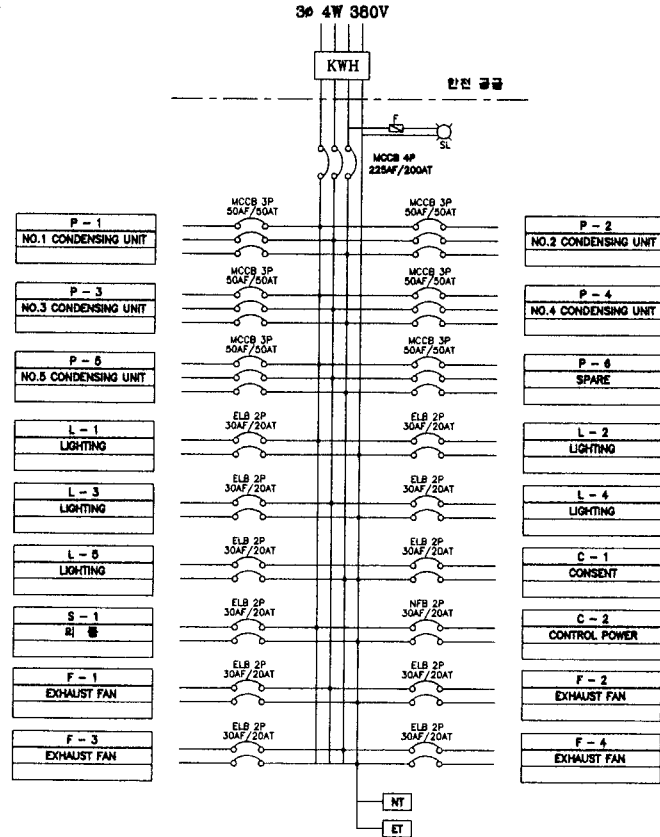 3ø 4W 380V
KWH
한전 공급
F
SL
MCCB 4P
225AF/200AT
P - 1
NO.1 CONDENSING UNIT
MCCB 3P
50AF/50AT
MCCB 3P
50AF/50AT
P - 2
NO.2 CONDENSING UNIT
P - 3
NO.3 CONDENSING UNIT
MCCB 3P
50AF/50AT
MCCB 3P
50AF/50AT
P - 4
NO.4 CONDENSING UNIT
P - 5
NO.5 CONDENSING UNIT
MCCB 3P
50AF/50AT
MCCB 3P
50AF/50AT
P - 6
SPARE
L - 1
LIGHTING
ELB 2P
30AF/20AT
ELB 2P
30AF/20AT
L - 2
LIGHTING
L - 3
LIGHTING
ELB 2P
30AF/20AT
ELB 2P
30AF/20AT
L - 4
LIGHTING
L - 5
LIGHTING
ELB 2P
30AF/20AT
ELB 2P
30AF/20AT
C - 1
CONSENT
S - 1
ELB 2P
30AF/20AT
NFB 2P
30AF/20AT
C - 2
CONTROL POWER
F - 1
EXHAUST FAN
ELB 2P
30AF/20AT
ELB 2P
30AF/20AT
F - 2
EXHAUST FAN
F - 3
EXHAUST FAN
ELB 2P
30AF/20AT
ELB 2P
30AF/20AT
F - 4
EXHAUST FAN
NT
ET